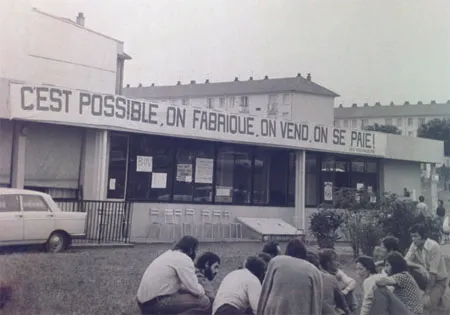 C'EST POSSIBLE, ON FABRIQUE, ON VEND, ON SE PAIE!